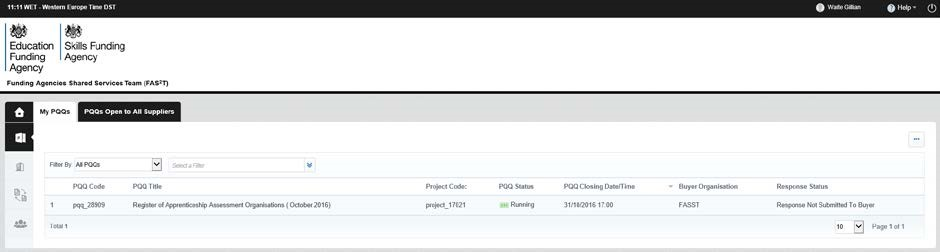 11:11 WET - Western Europe Time DST
Waite Gillian
Help
Education
Funding
Agency
Skills Funding
Agency
Funding Agencies Shared Services Team (FAS²T)
My PQQs
PQQs Open to All Suppliers
Filter By All PQQs Select a Filter
PQQ Code PQQ Title Project Code: PQQ Status PQQ Closing Date/Time Buyer Organisation Response Status
1 pqq_28909 Register of Apprenticeship Assessment Organisations ( October 2016) project_17621 Running 31/10/2016 17:00 FASST Response Not Submitted To Buyer
Total 1 10 Page 1 of 1